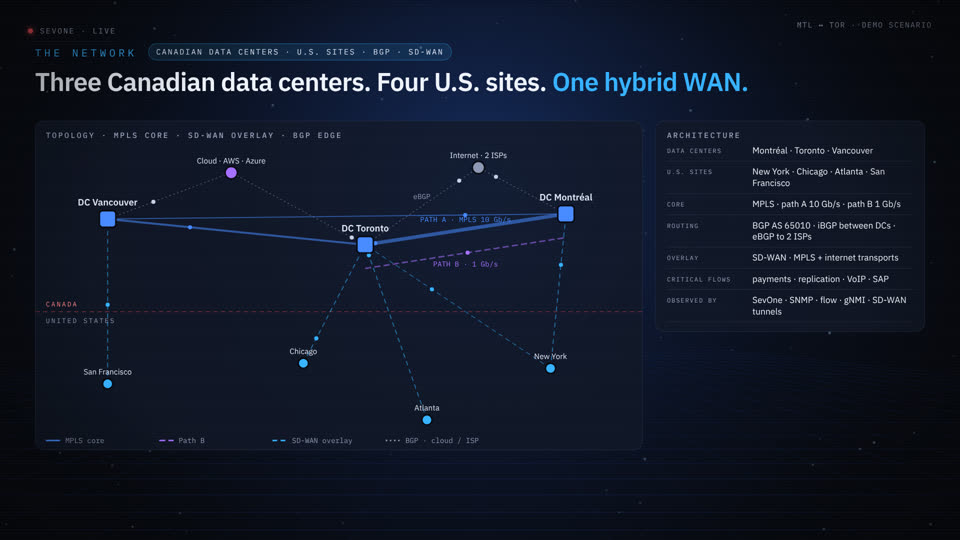 SEVONE · LIVE
MTL ↔ TOR · DEMO SCENARIO
THE NETWORK
CANADIAN DATA CENTERS · U.S. SITES · BGP · SD-WAN
Three Canadian data centers. Four U.S. sites. One hybrid WAN.
TOPOLOGY · MPLS CORE · SD-WAN OVERLAY · BGP EDGE
Cloud · AWS · Azure
Internet · 2 ISPs
eBGP
DC Vancouver
DC Montréal
PATH A · MPLS 10 Gb/s
DC Toronto
PATH B · 1 Gb/s
CANADA
UNITED STATES
Chicago
New York
San Francisco
Atlanta
MPLS core
Path B
SD-WAN overlay
BGP · cloud / ISP
ARCHITECTURE
DATA CENTERS
Montréal · Toronto · Vancouver
U.S. SITES
New York · Chicago · Atlanta · San
Francisco
CORE
MPLS · path A 10 Gb/s · path B 1 Gb/s
ROUTING
BGP AS 65010 · iBGP between DCs ·
eBGP to 2 ISPs
OVERLAY
SD-WAN · MPLS + internet transports
CRITICAL FLOWS
payments · replication · VoIP · SAP
OBSERVED BY
SevOne · SNMP · flow · gNMI · SD-WAN
tunnels